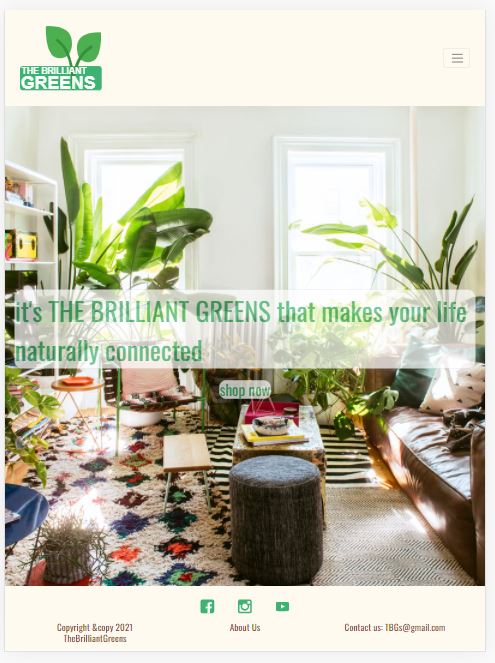 THE BRILLIANT
GREENS
it's THE BRILLIANT GREENS that makes your life
naturally connected
shop now
Copyright &copy 2021
TheBrilliantGreens
About Us
Contact us: TBGs@gmail.com